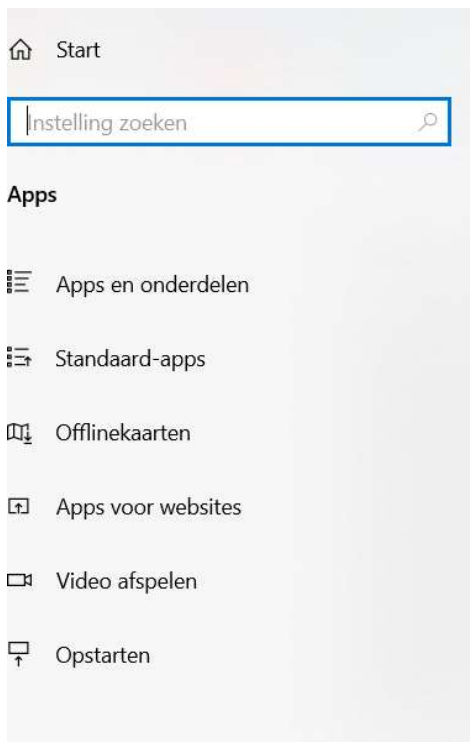 Start
Instelling zoeken
Apps
Apps en onderdelen
Standaard-apps
Offlinekaarten
Apps voor websites
Video afspelen
Opstarten